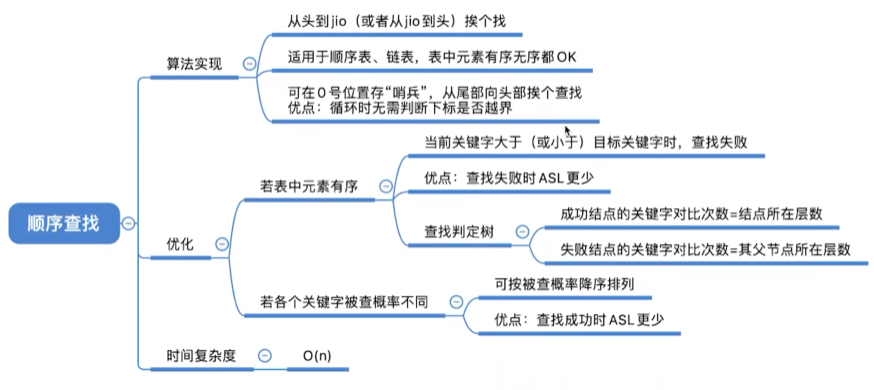 从头到jio（或者从jio到头）挨个找
算法实现
适用于顺序表、链表，表中元素有序无序都OK
可在0号位置存“哨兵”，从尾部向头部挨个查找
优点：循环时无需判断下标是否越界
当前关键字大于（或小于）目标关键字时，查找失败
若表中元素有序
优点：查找失败时ASL更少
成功结点的关键字对比次数=结点所在层数
查找判定树
失败结点的关键字对比次数=其父节点所在层数
顺序查找
优化
可按被查概率降序排列
若各个关键字被查概率不同
优点：查找成功时ASL更少
时间复杂度
O(n)